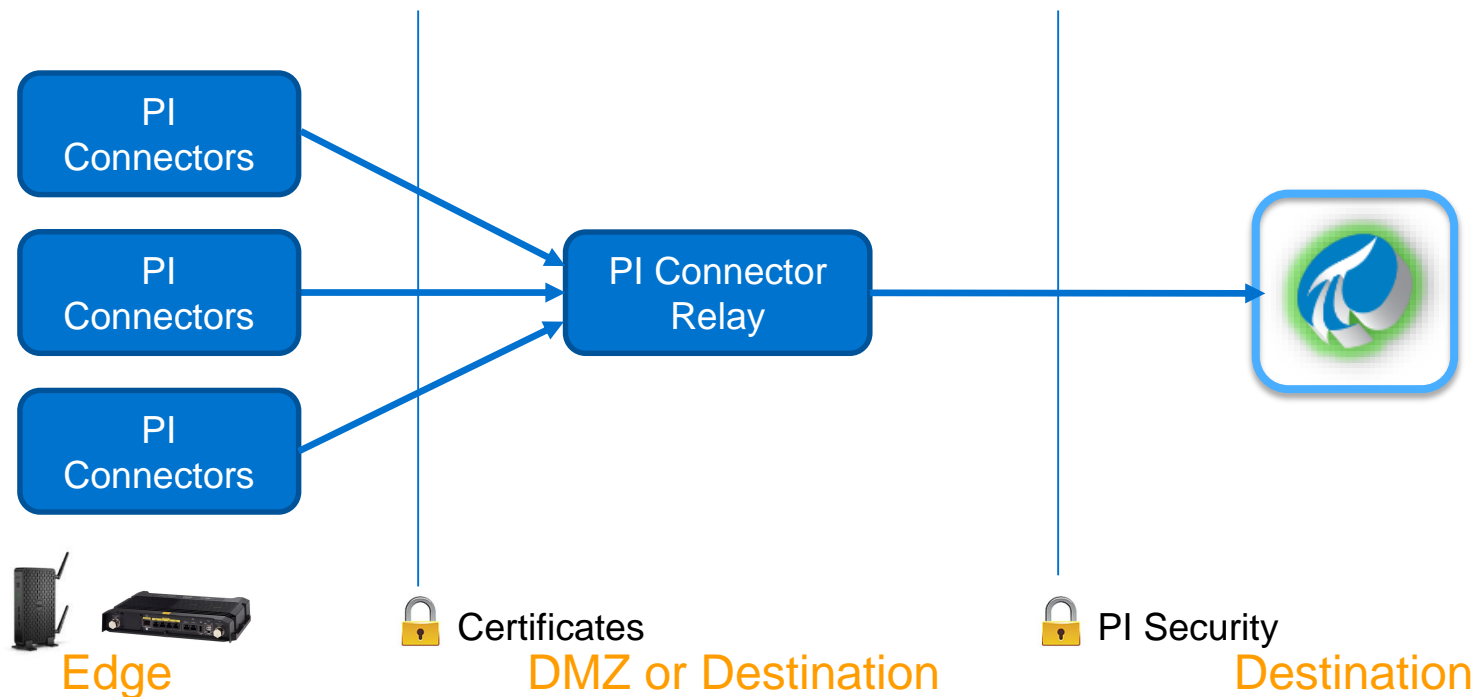 PI
Connectors
PI
Connectors
PI
Connectors
PI Connector
Relay
Certificates
PI Security
Edge
DMZ or Destination
Destination